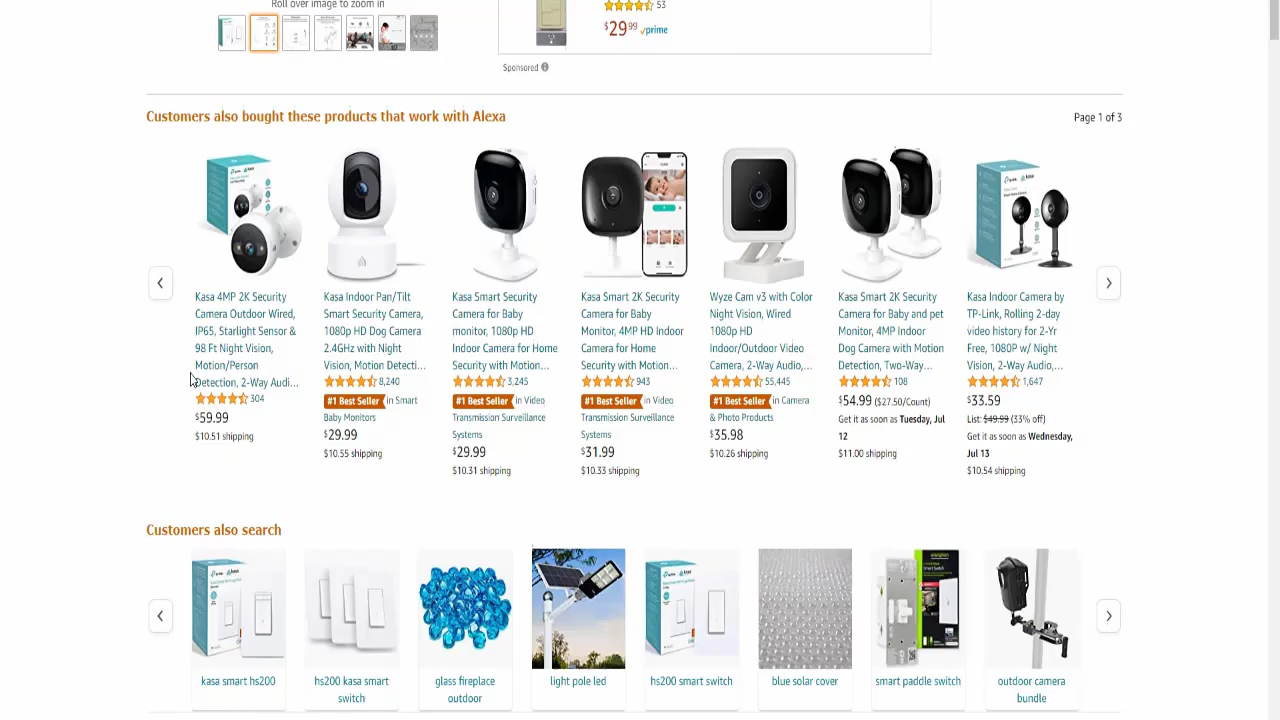 Roll over image to zoom in
53
$29.99 prime
Sponsored
Customers also bought these products that work with Alexa
Page 1 of 3
Kasa 4MP 2K Security
Camera Outdoor Wired,
IP65, Starlight Sensor &
98 Ft Night Vision,
Motion/Person
Detection, 2-Way Audi...
304
$59.99
$10.51 shipping
Kasa Indoor Pan/Tilt
Smart Security Camera,
1080p HD Dog Camera
2.4GHz with Night
Vision, Motion Detecti...
8,240
#1 Best Seller in Smart
Baby Monitors
$29.99
$10.55 shipping
Kasa Smart Security
Camera for Baby
monitor, 1080p HD
Indoor Camera for Home
Security with Motion...
3,245
#1 Best Seller in Video
Transmission Surveillance
Systems
$29.99
$10.31 shipping
Kasa Smart 2K Security
Camera for Baby
Monitor, 4MP HD Indoor
Camera for Home
Security with Motion...
943
#1 Best Seller in Video
Transmission Surveillance
Systems
$31.99
$10.33 shipping
Wyze Cam v3 with Color
Night Vision, Wired
1080p HD
Indoor/Outdoor Video
Camera, 2-Way Audio,...
55,445
#1 Best Seller in Camera
& Photo Products
$35.98
$10.26 shipping
Kasa Smart 2K Security
Camera for Baby and pet
Monitor, 4MP Indoor
Dog Camera with Motion
Detection, Two-Way...
108
$54.99 ($27.50/Count)
Get it as soon as Tuesday, Jul
12
$11.00 shipping
Kasa Indoor Camera by
TP-Link, Rolling 2-day
video history for 2-Yr
Free, 1080P w/ Night
Vision, 2-Way Audio,...
1,647
$33.59
List: $49.99 (33% off)
Get it as soon as Wednesday,
Jul 13
$10.54 shipping
Customers also search
kasa smart hs200
hs200 kasa smart
switch
glass fireplace
outdoor
light pole led
hs200 smart switch
blue solar cover
smart paddle switch
outdoor camera
bundle